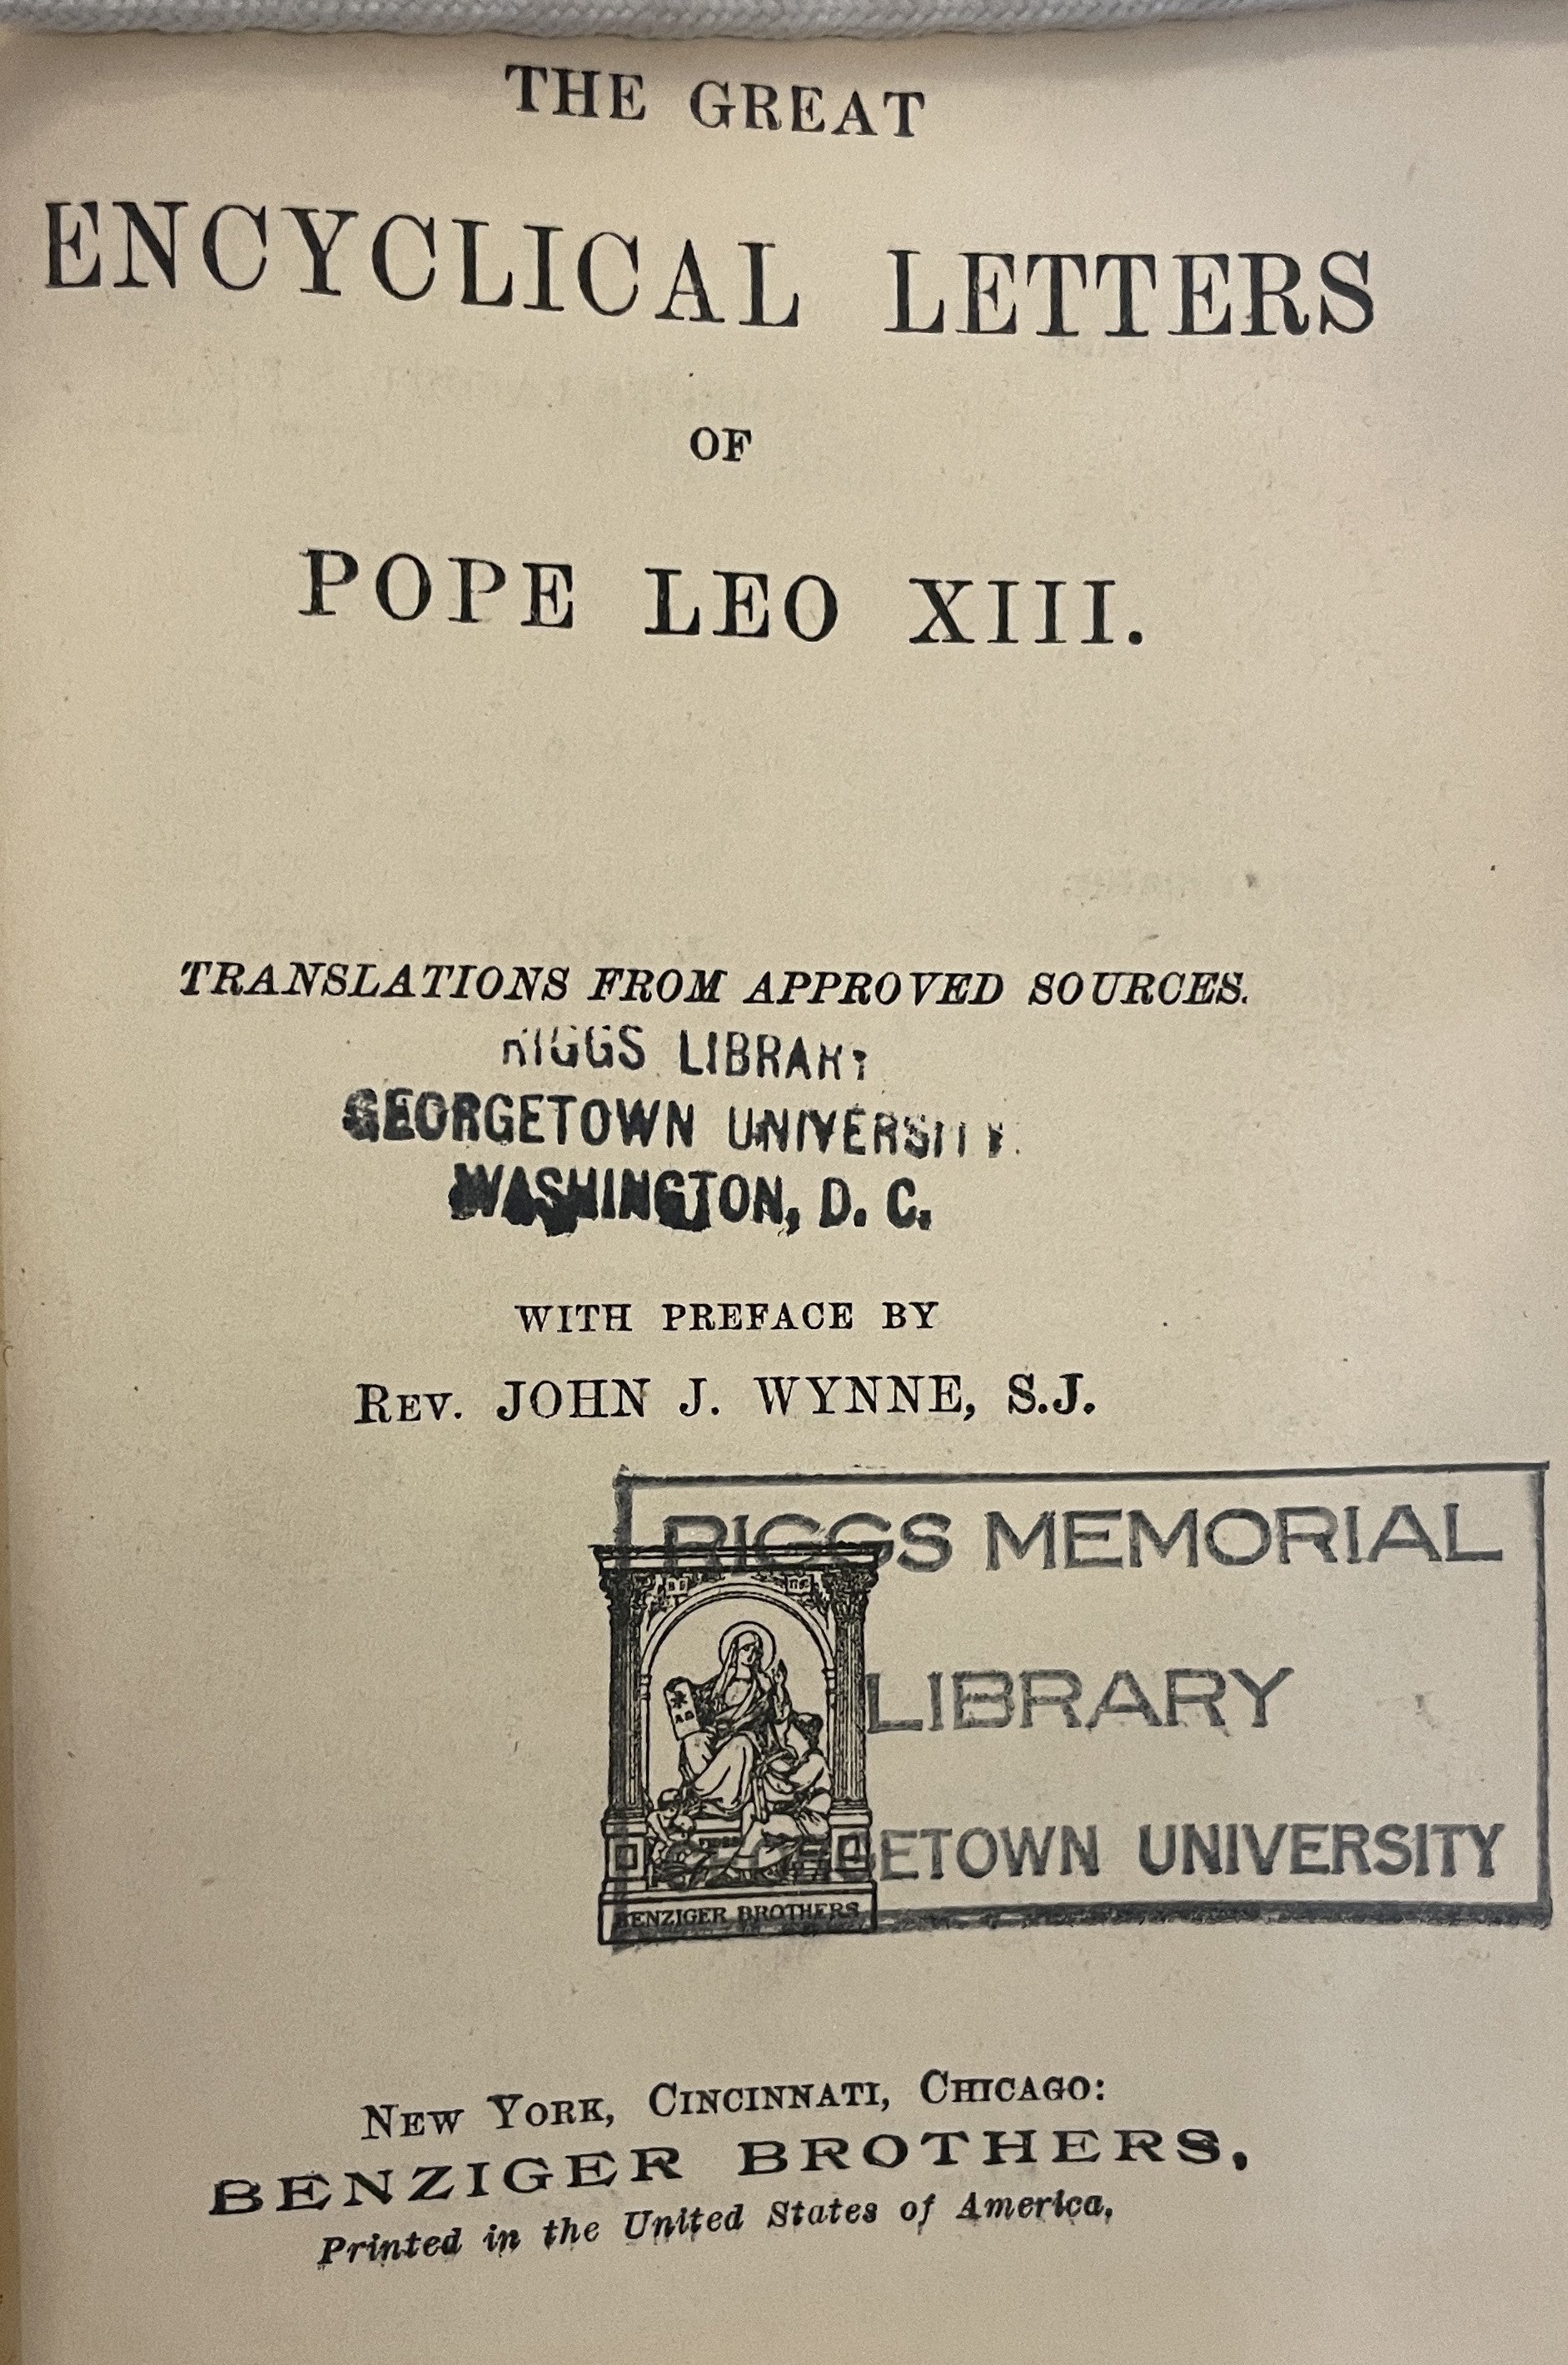 THE GREAT
ENCYCLICAL LETTERS
OF
POPE LEO XIII.
TRANSLATIONS FROM APPROVED SOURCES.
RIGGS LIBRARY
GEORGETOWN UNIVERSITY.
WASHINGTON, D. C.
WITH PREFACE BY
REV. JOHN J. WYNNE, S.J.
RIGGS MEMORIAL
LIBRARY
GETOWN UNIVERSITY
BENZIGER BROTHERS
NEW YORK, CINCINNATI, CHICAGO:
BENZIGER BROTHERS,
Printed in the United States of America,